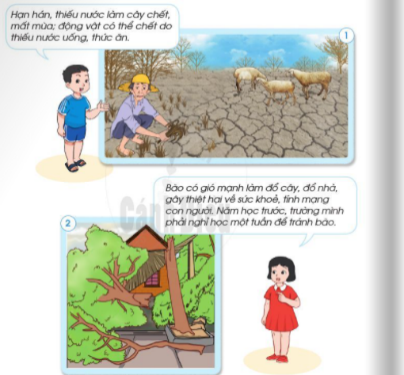 Hạn hán, thiếu nước làm cây chết,
mất mùa; động vật có thể chết do
thiếu nước uống, thức ăn.
1
Bão có gió mạnh làm đổ cây, đổ nhà,
gây thiệt hại về sức khoẻ, tính mạng
con người. Năm học trước, trường mình
phải nghỉ học một tuần để tránh bão.
2